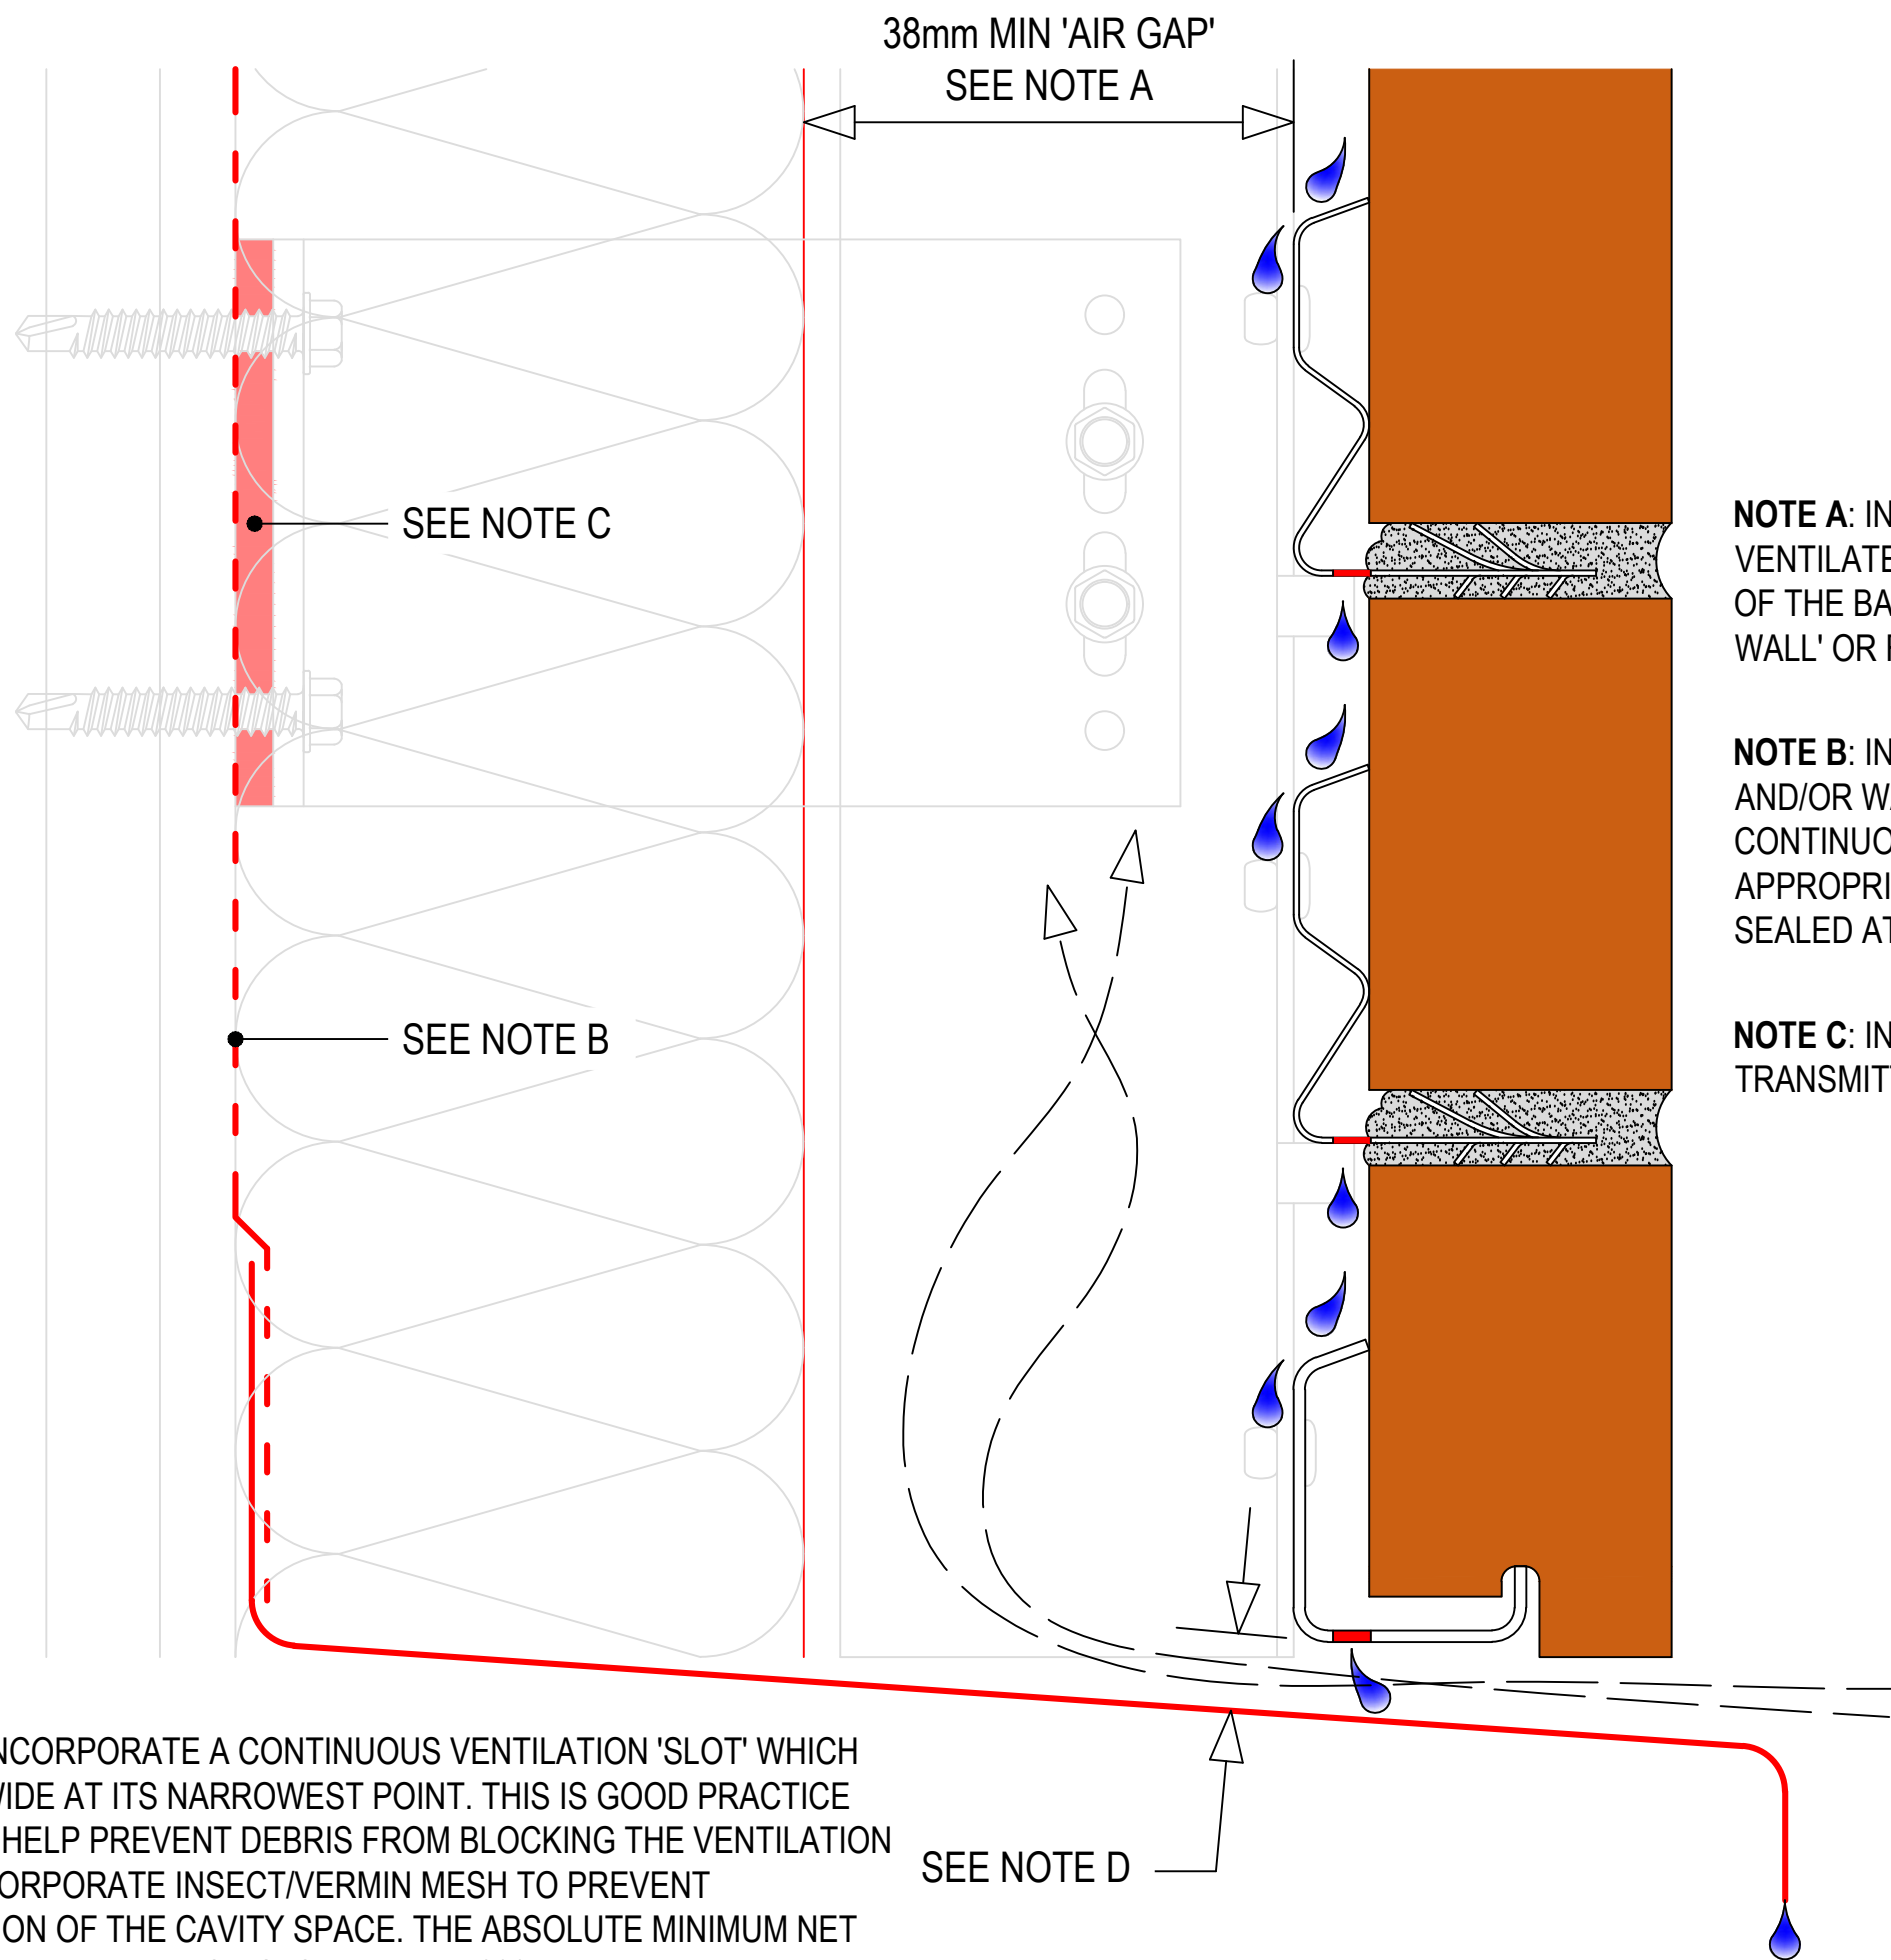 38mm MIN 'AIR GAP'
SEE NOTE A
SEE NOTE C
NOTE A: IN
VENTILATE
OF THE BA
WALL' OR
NOTE B: IN
AND/OR WA
CONTINUO
APPROPRI
SEALED AT
SEE NOTE B
NOTE C: IN
TRANSMIT
NCORPORATE A CONTINUOUS VENTILATION 'SLOT' WHICH
WIDE AT ITS NARROWEST POINT. THIS IS GOOD PRACTICE
HELP PREVENT DEBRIS FROM BLOCKING THE VENTILATION
SEE NOTE D
ORPORATE INSECT/VERMIN MESH TO PREVENT
ON OF THE CAVITY SPACE. THE ABSOLUTE MINIMUM NET